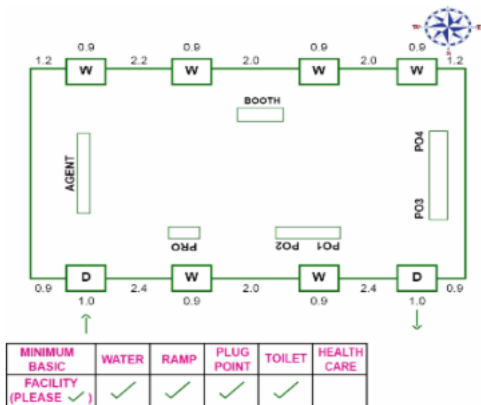 0.9 0.9 0.9 0.9
1.2 W 2.2 W 2.0 W 2.0 W 1.2
BOOTH
AGENT
PO4
PO3
PRO PO2 PO1
D W W D
0.9 1.0 2.4 0.9 2.0 0.9 2.4 1.0 0.9
MINIMUM BASIC FACILITY (PLEASE ✓) WATER RAMP PLUG POINT TOILET HEALTH CARE
✓ ✓ ✓ ✓